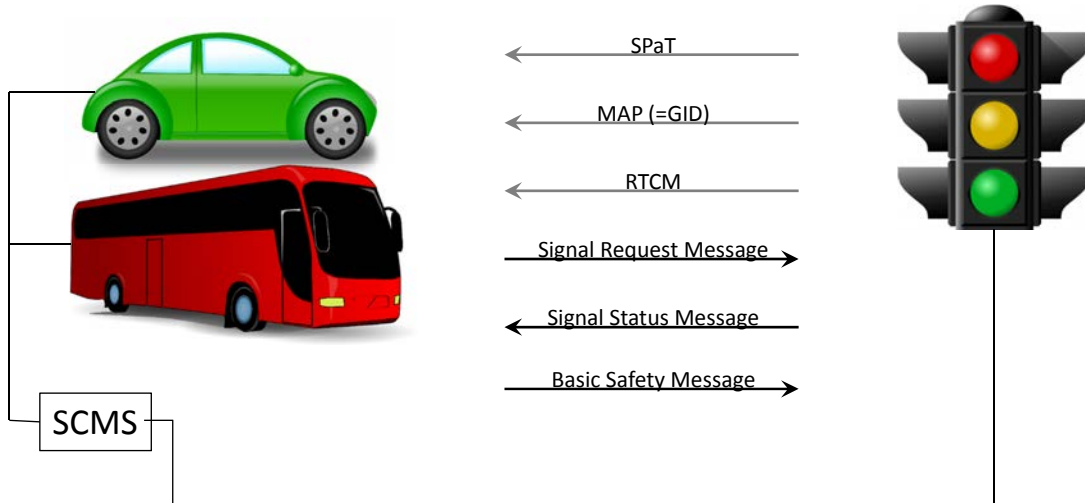 SPaT
MAP (=GID)
RTCM
Signal Request Message
Signal Status Message
Basic Safety Message
SCMS